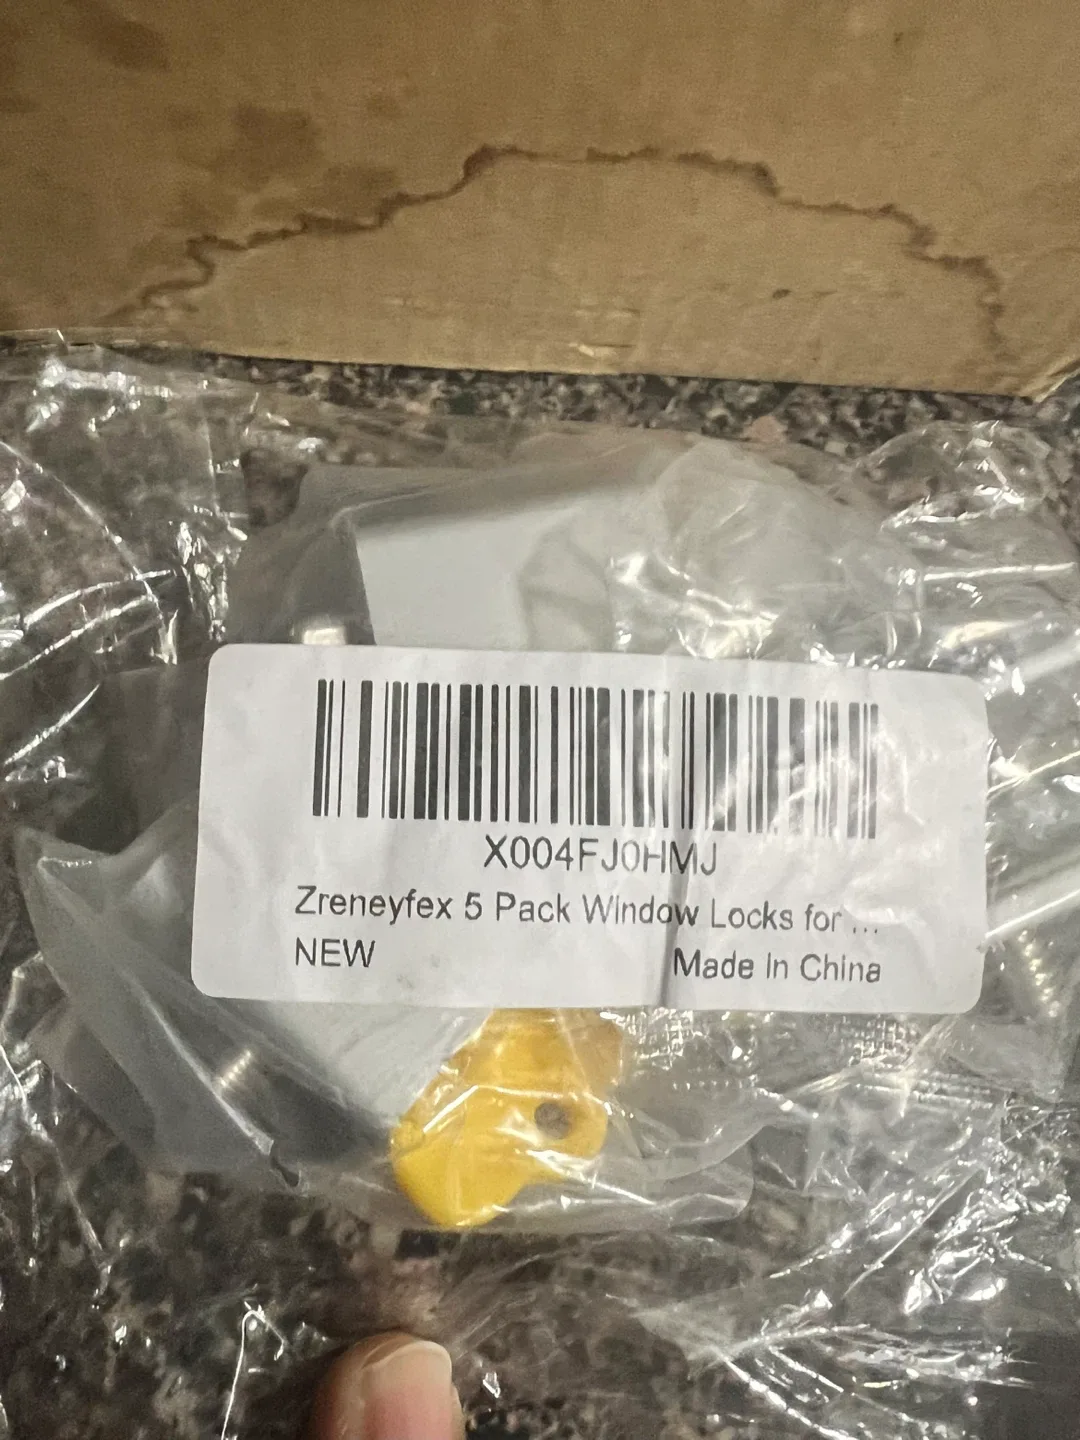 X004FJ0HMJ
Zreneyfex 5 Pack Window Locks for ...
NEW
Made In China